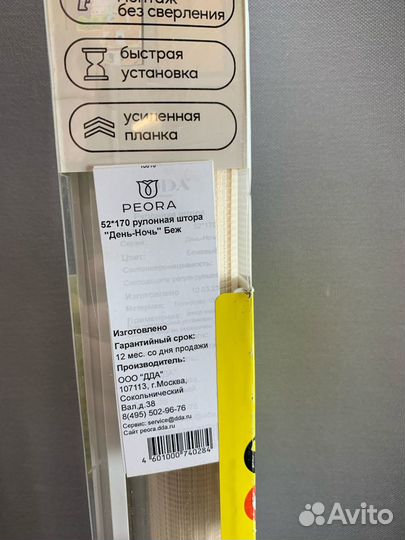 без сверления
быстрая
установка
усиленная
планка
PEORA
52*170 рулонная штора
"День-Ночь" Беж
Изготовлено
Гарантийный срок:
12 мес. со дня продажи
Производитель:
ООО "ДДА"
107113, г.Москва,
Сокольнический
Вал,д.38
8(495) 502-96-76
Сервис: service@dda.ru
Сайт peora.dda.ru
4 601000 740284
Avito